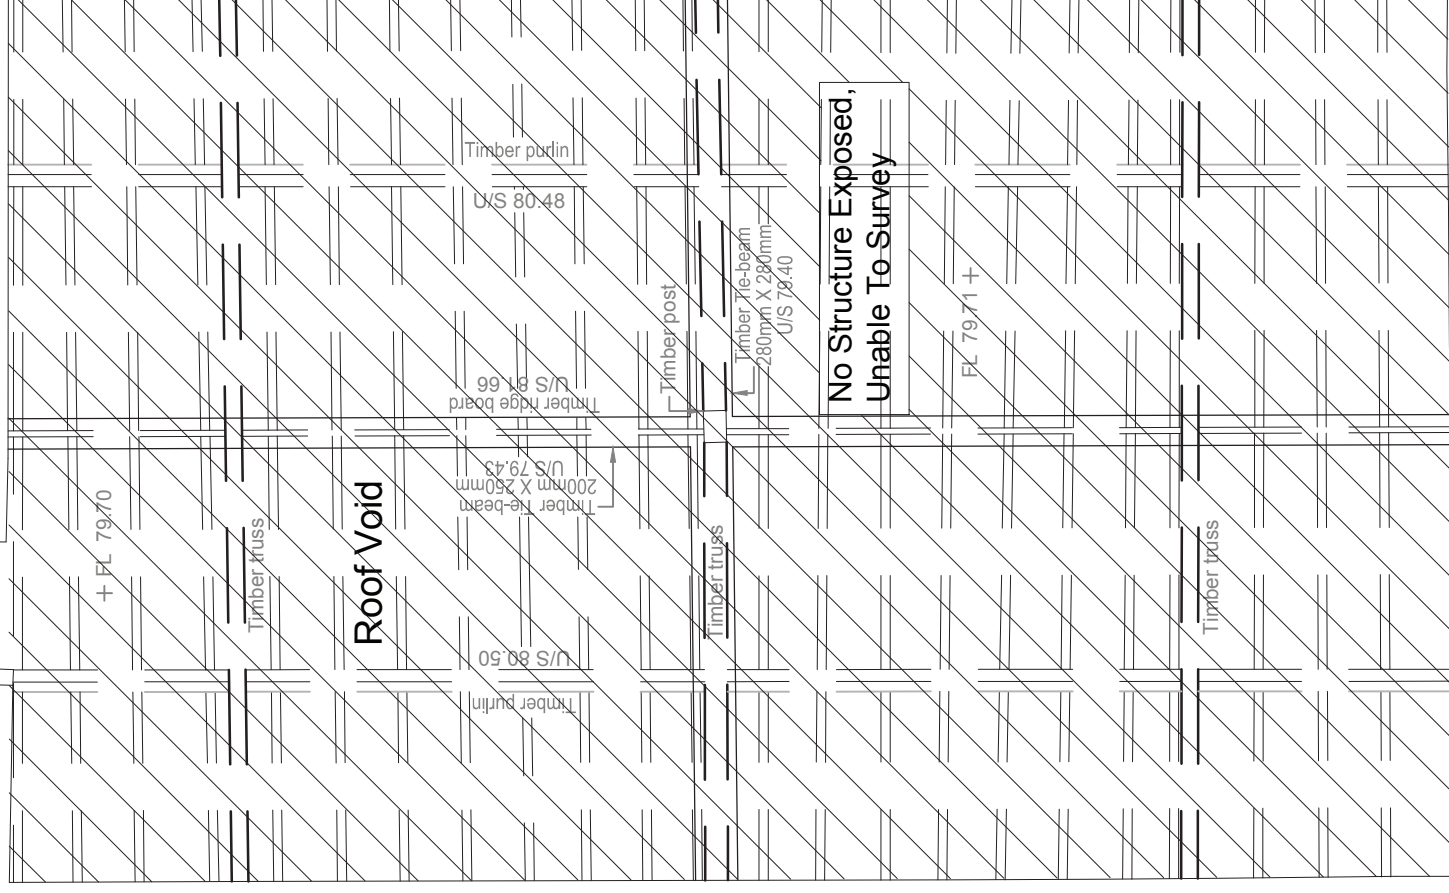 Timber purlin
U/S 80.48
No Structure Exposed,
Unable To Survey
Timber post
Timber Tie-beam
280mm X 280mm
U/S 79.40
FL 79.71 +
Timber ridge board
U/S 81.66
Timber Tie-beam
200mm X 250mm
U/S 79.43
+ FL 79.70
Roof Void
Timber truss
Timber truss
Timber truss
U/S 80.50
Timber purlin